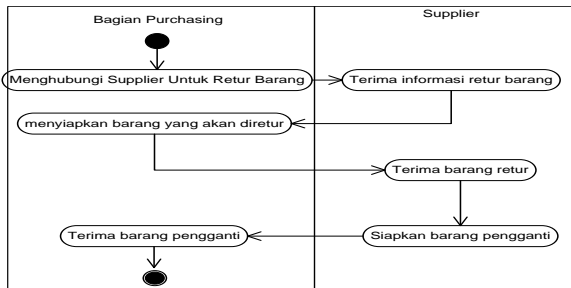 Bagian Purchasing
Supplier
Menghubungi Supplier Untuk Retur Barang
Terima informasi retur barang
menyiapkan barang yang akan diretur
Terima barang retur
Terima barang pengganti
Siapkan barang pengganti